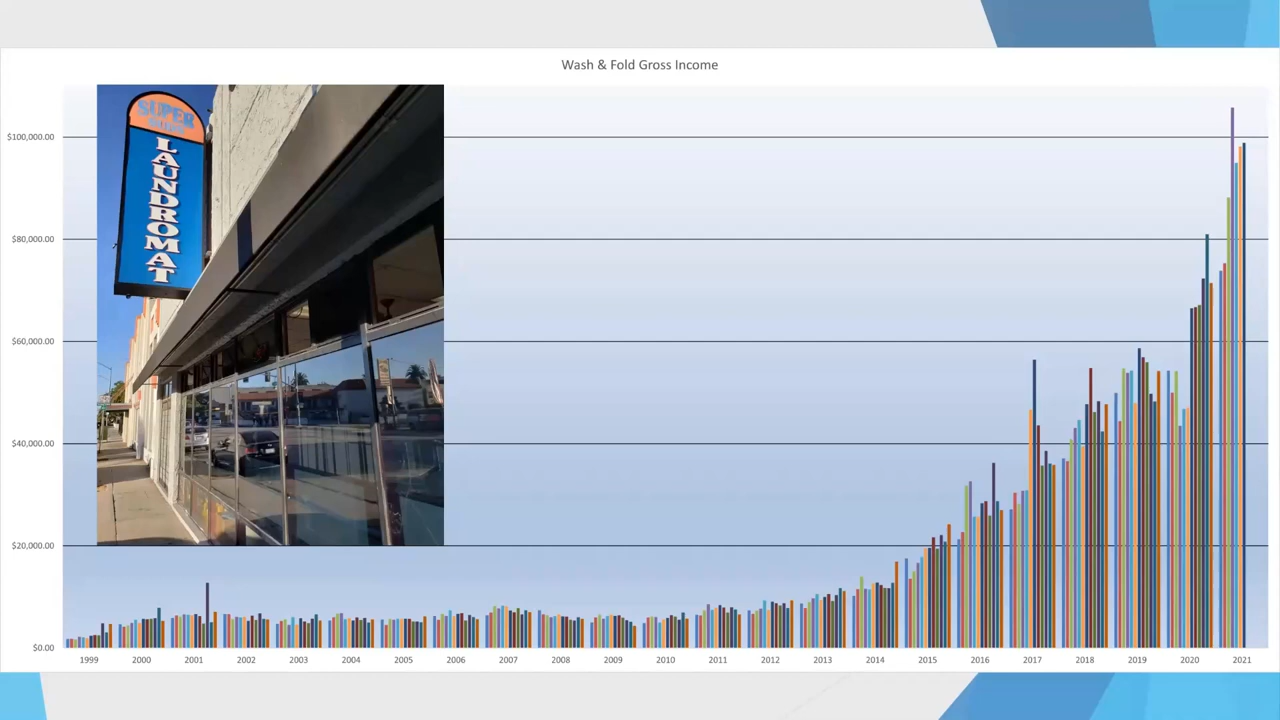 Wash & Fold Gross Income
SUPER
LAUNDROMAT
$100,000.00
$80,000.00
$60,000.00
$40,000.00
$20,000.00
$0.00
1999 2000 2001 2002 2003 2004 2005 2006 2007 2008 2009 2010 2011 2012 2013 2014 2015 2016 2017 2018 2019 2020 2021